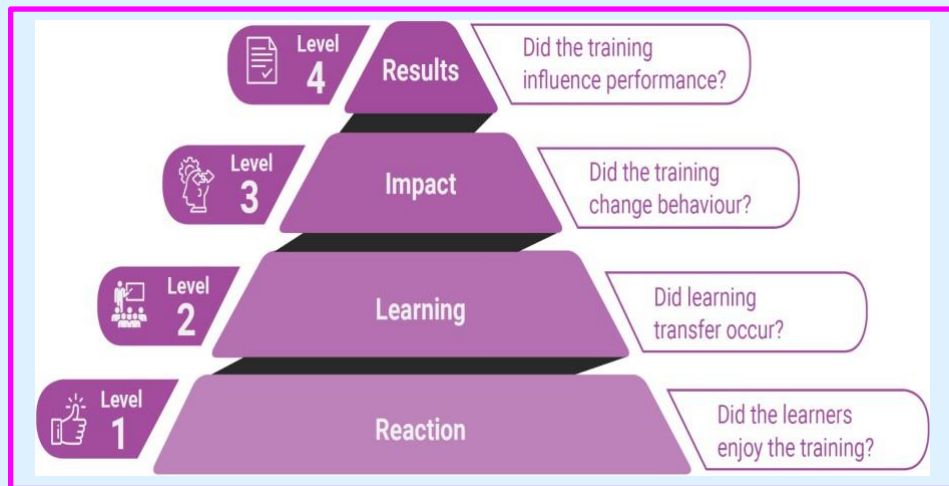 Level
4
Results
Did the training
influence performance?
Level
3
Impact
Did the training
change behaviour?
Level
2
Learning
Did learning
transfer occur?
Level
1
Reaction
Did the learners
enjoy the training?